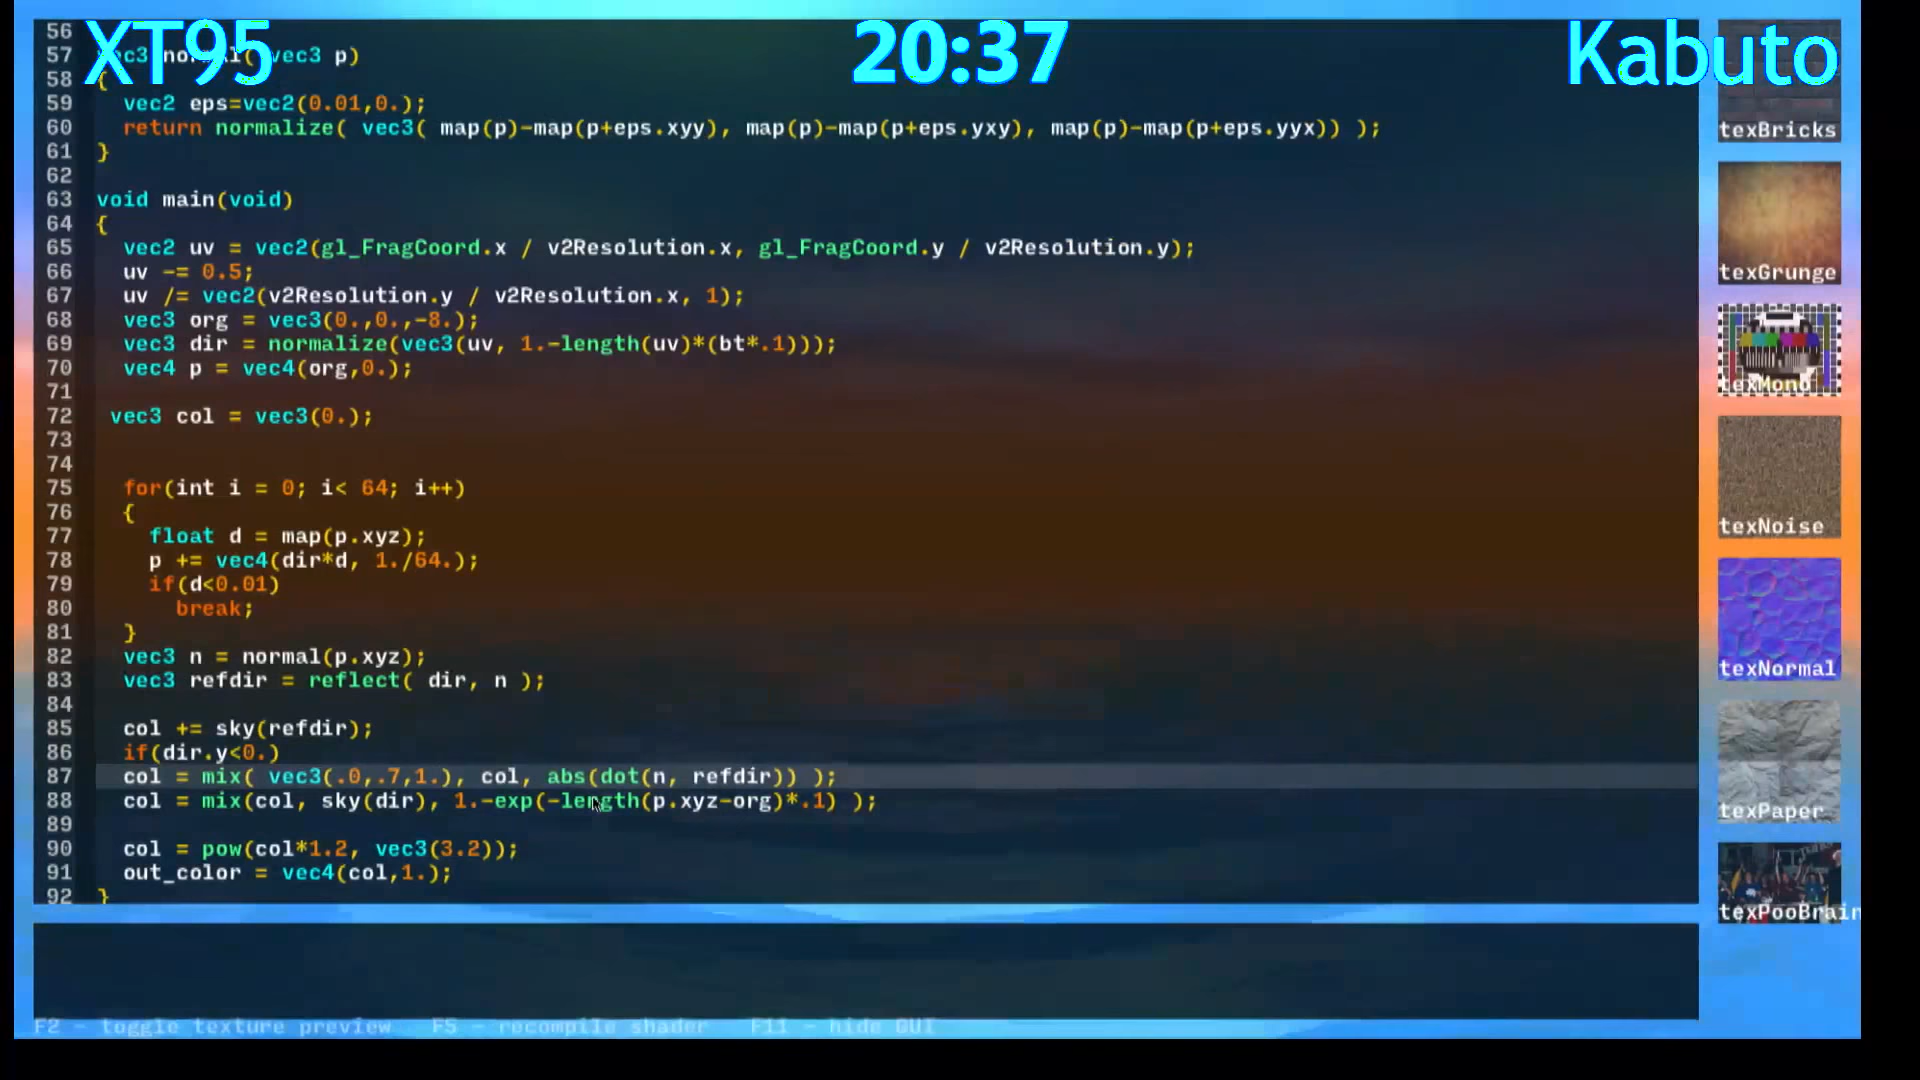 XT95 20:37 Kabuto
56
57 vec3 normal( vec3 p)
58 {
59 vec2 eps=vec2(0.01,0.);
60 return normalize( vec3( map(p)-map(p+eps.xyy), map(p)-map(p+eps.yxy), map(p)-map(p+eps.yyx)) );
61 }
62
63 void main(void)
64 {
65 vec2 uv = vec2(gl_FragCoord.x / v2Resolution.x, gl_FragCoord.y / v2Resolution.y);
66 uv -= 0.5;
67 uv /= vec2(v2Resolution.y / v2Resolution.x, 1);
68 vec3 org = vec3(0.,0.,-8.);
69 vec3 dir = normalize(vec3(uv, 1.-length(uv)*(bt*.1)));
70 vec4 p = vec4(org,0.);
71
72 vec3 col = vec3(0.);
73
74
75 for(int i = 0; i< 64; i++)
76 {
77 float d = map(p.xyz);
78 p += vec4(dir*d, 1./64.);
79 if(d<0.01)
80 break;
81 }
82 vec3 n = normal(p.xyz);
83 vec3 refdir = reflect( dir, n );
84
85 col += sky(refdir);
86 if(dir.y<0.)
87 col = mix( vec3(.0,.7,1.), col, abs(dot(n, refdir)) );
88 col = mix(col, sky(dir), 1.-exp(-length(p.xyz-org)*.1) );
89
90 col = pow(col*1.2, vec3(3.2));
91 out_color = vec4(col,1.);
92 }
F2 - toggle texture preview F5 - recompile shader F11 - hide GUI
texBricks
texGrunge
texMono
texNoise
texNormal
texPaper
texPooBrain